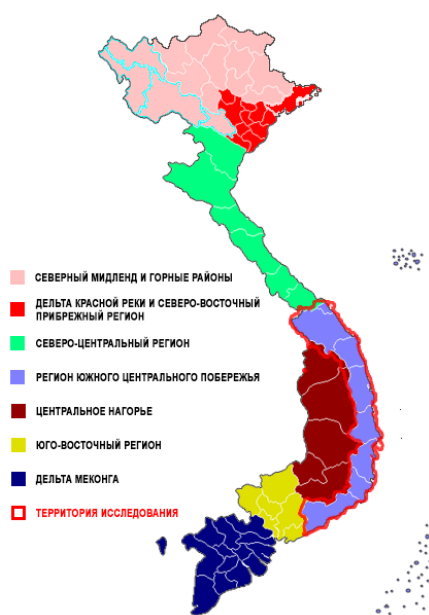 СЕВЕРНЫЙ МИДЛЕНД И ГОРНЫЕ РАЙОНЫ
ДЕЛЬТА КРАСНОЙ РЕКИ И СЕВЕРО-ВОСТОЧНЫЙ
ПРИБРЕЖНЫЙ РЕГИОН
СЕВЕРО-ЦЕНТРАЛЬНЫЙ РЕГИОН
РЕГИОН ЮЖНОГО ЦЕНТРАЛЬНОГО ПОБЕРЕЖЬЯ
ЦЕНТРАЛЬНОЕ НАГОРЬЕ
ЮГО-ВОСТОЧНЫЙ РЕГИОН
ДЕЛЬТА МЕКОНГА
ТЕРРИТОРИЯ ИССЛЕДОВАНИЯ